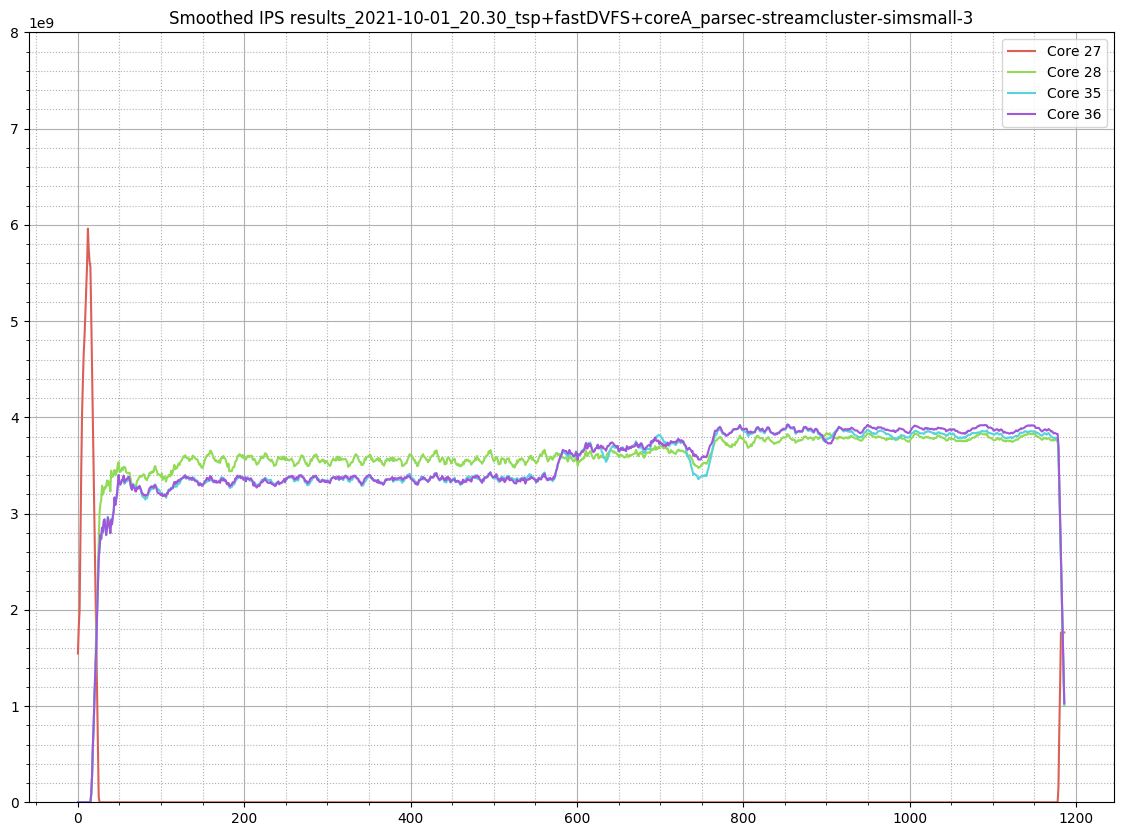 Smoothed IPS results_2021-10-01_20.30_tsp+fastDVFS+coreA_parsec-streamcluster-simsmall-3
1e9
8
7
6
5
4
3
2
1
0
0 200 400 600 800 1000 1200
Core 27
Core 28
Core 35
Core 36